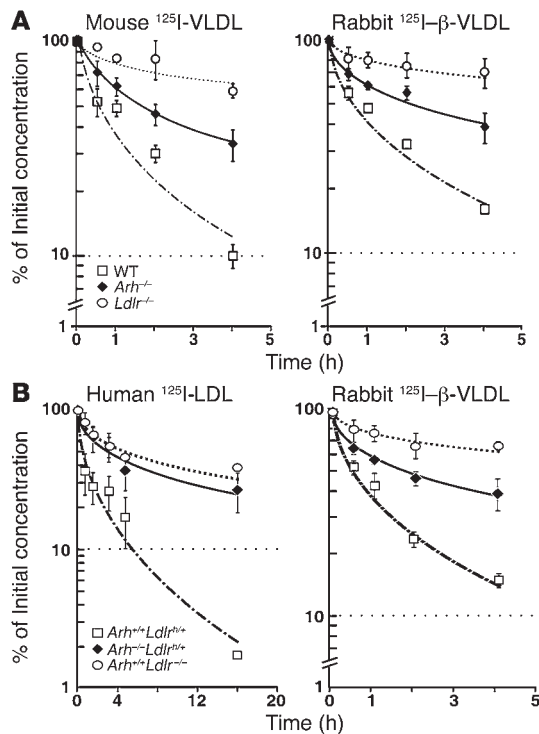 A
Mouse ¹²⁵I-VLDL
Rabbit ¹²⁵I–β-VLDL
% of Initial concentration
100
10
1
0 1 3 5
Time (h)
WT
Arh⁻/⁻
Ldlr⁻/⁻
100
10
1
0 1 3 5
Time (h)
B
Human ¹²⁵I-LDL
Rabbit ¹²⁵I–β-VLDL
% of Initial concentration
100
10
1
0 4 8 12 16 20
Time (h)
Arh⁺/⁺Ldlrʰ/⁺
Arh⁻/⁻Ldlrʰ/⁺
Arh⁺/⁺Ldlr⁻/⁻
100
10
1
0 1 3 5
Time (h)